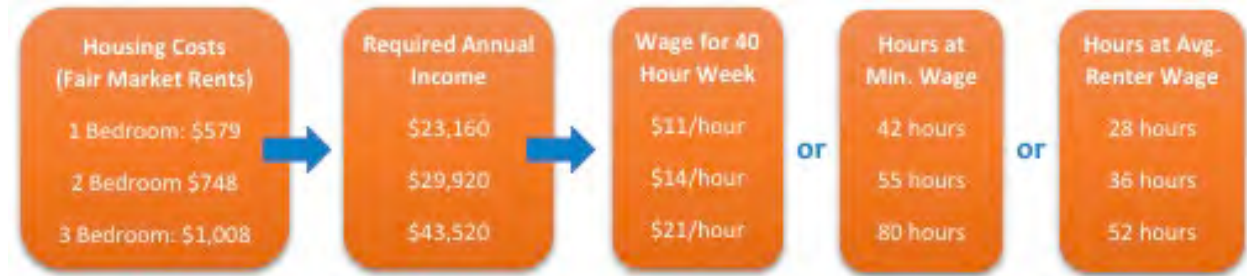 Housing Costs
(Fair Market Rents)
1 Bedroom: $579
2 Bedroom $748
3 Bedroom: $1,008
Required Annual
Income
$23,160
$29,920
$43,520
Wage for 40
Hour Week
$11/hour
$14/hour
$21/hour
or
Hours at
Min. Wage
42 hours
55 hours
80 hours
or
Hours at Avg.
Renter Wage
28 hours
36 hours
52 hours